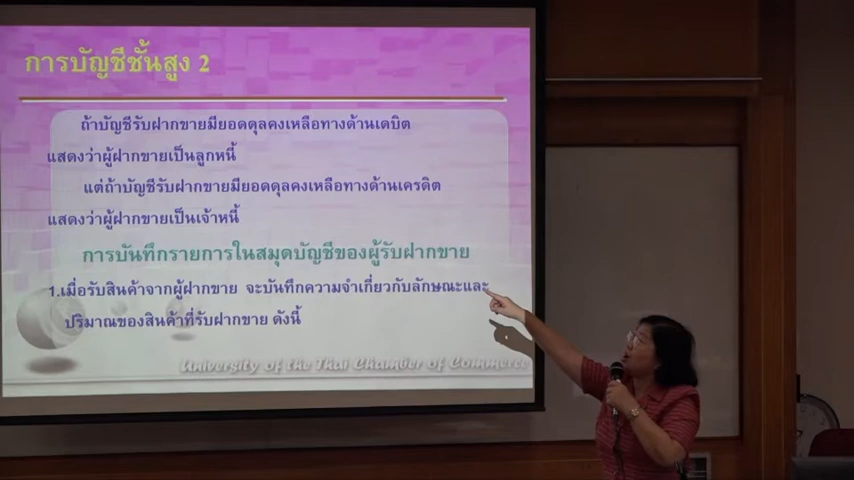 การบัญชีชั้นสูง 2
ถ้าบัญชีรับฝากขายมียอดดุลคงเหลือทางด้านเดบิต
แสดงว่าผู้ฝากขายเป็นลูกหนี้
แต่ถ้าบัญชีรับฝากขายมียอดดุลคงเหลือทางด้านเครดิต
แสดงว่าผู้ฝากขายเป็นเจ้าหนี้
การบันทึกรายการในสมุดบัญชีของผู้รับฝากขาย
1.เมื่อรับสินค้าจากผู้ฝากขาย จะบันทึกความจำเกี่ยวกับลักษณะและ
ปริมาณของสินค้าที่รับฝากขาย ดังนี้
University of the Thai Chamber of Commerce